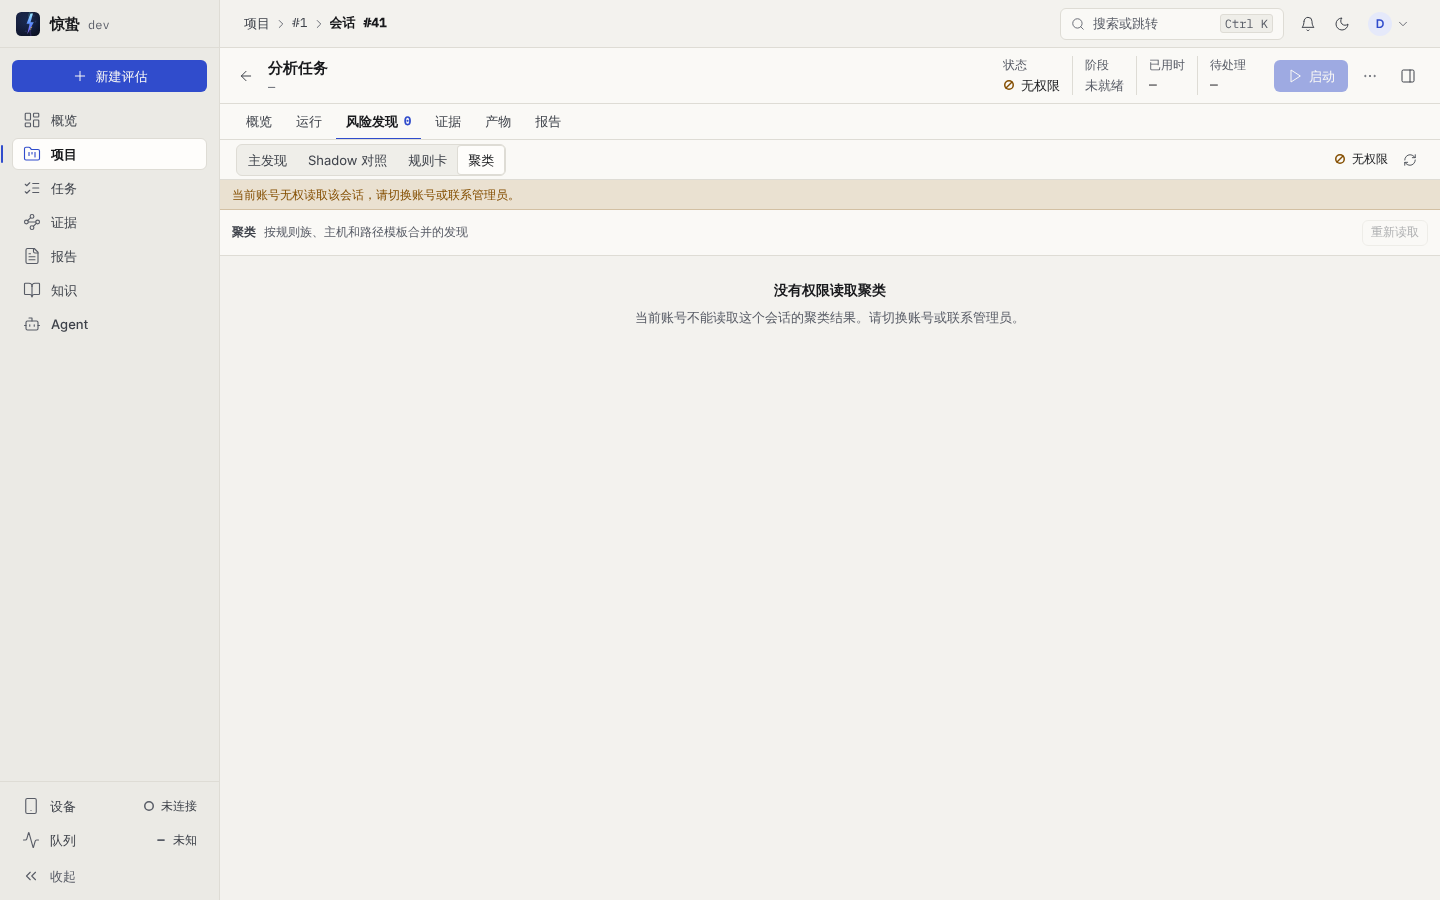 惊蛰 dev
项目 #1 会话 #41
搜索或跳转 Ctrl K
D
新建评估
概览
项目
任务
证据
报告
知识
Agent
设备 未连接
队列 — 未知
收起
分析任务
—
状态 阶段 已用时 待处理
无权限 未就绪 — —
启动
概览 运行 风险发现 0 证据 产物 报告
主发现 Shadow 对照 规则卡 聚类
无权限
当前账号无权读取该会话，请切换账号或联系管理员。
聚类 按规则族、主机和路径模板合并的发现
重新读取
没有权限读取聚类
当前账号不能读取这个会话的聚类结果。请切换账号或联系管理员。